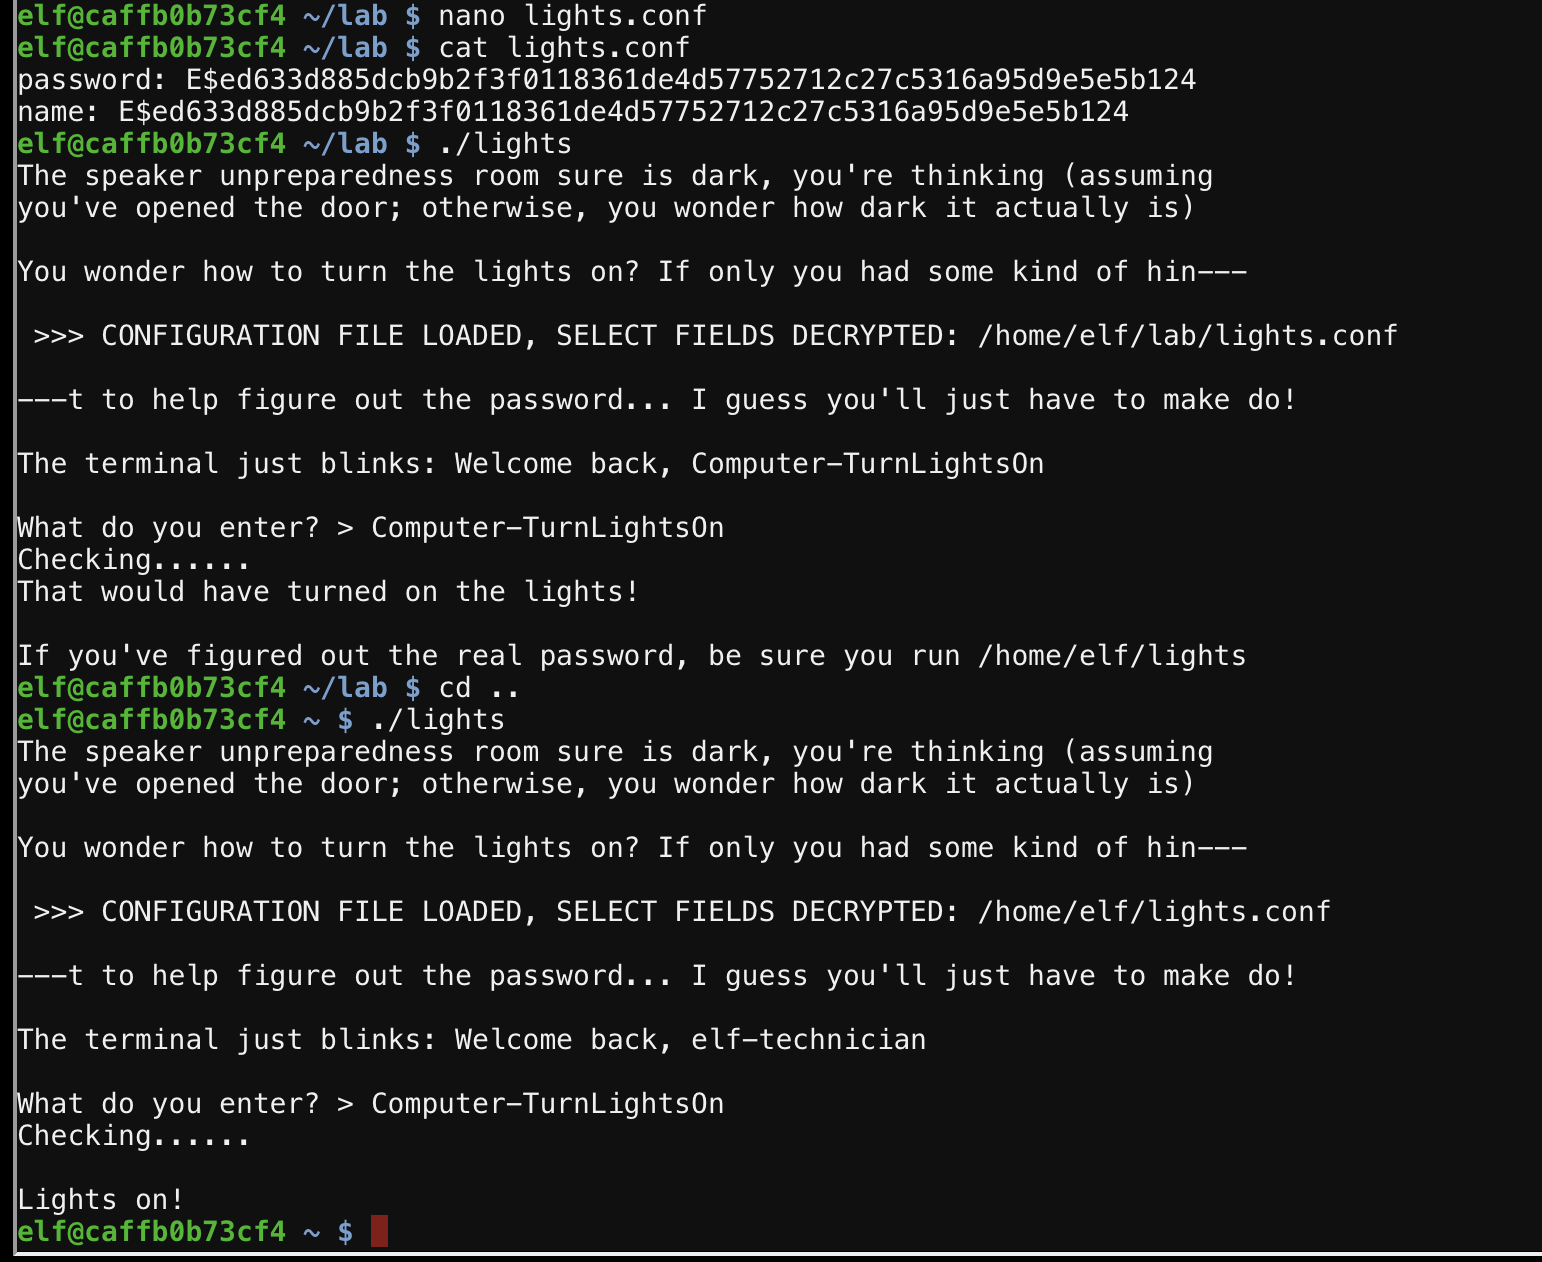 elf@caffb0b73cf4 ~/lab $ nano lights.conf
elf@caffb0b73cf4 ~/lab $ cat lights.conf
password: E$ed633d885dcb9b2f3f0118361de4d57752712c27c5316a95d9e5e5b124
name: E$ed633d885dcb9b2f3f0118361de4d57752712c27c5316a95d9e5e5b124
elf@caffb0b73cf4 ~/lab $ ./lights
The speaker unpreparedness room sure is dark, you're thinking (assuming
you've opened the door; otherwise, you wonder how dark it actually is)
You wonder how to turn the lights on? If only you had some kind of hin---
>>> CONFIGURATION FILE LOADED, SELECT FIELDS DECRYPTED: /home/elf/lab/lights.conf
---t to help figure out the password... I guess you'll just have to make do!
The terminal just blinks: Welcome back, Computer-TurnLightsOn
What do you enter? > Computer-TurnLightsOn
Checking......
That would have turned on the lights!
If you've figured out the real password, be sure you run /home/elf/lights
elf@caffb0b73cf4 ~/lab $ cd ..
elf@caffb0b73cf4 ~ $ ./lights
The speaker unpreparedness room sure is dark, you're thinking (assuming
you've opened the door; otherwise, you wonder how dark it actually is)
You wonder how to turn the lights on? If only you had some kind of hin---
>>> CONFIGURATION FILE LOADED, SELECT FIELDS DECRYPTED: /home/elf/lights.conf
---t to help figure out the password... I guess you'll just have to make do!
The terminal just blinks: Welcome back, elf-technician
What do you enter? > Computer-TurnLightsOn
Checking......
Lights on!
elf@caffb0b73cf4 ~ $